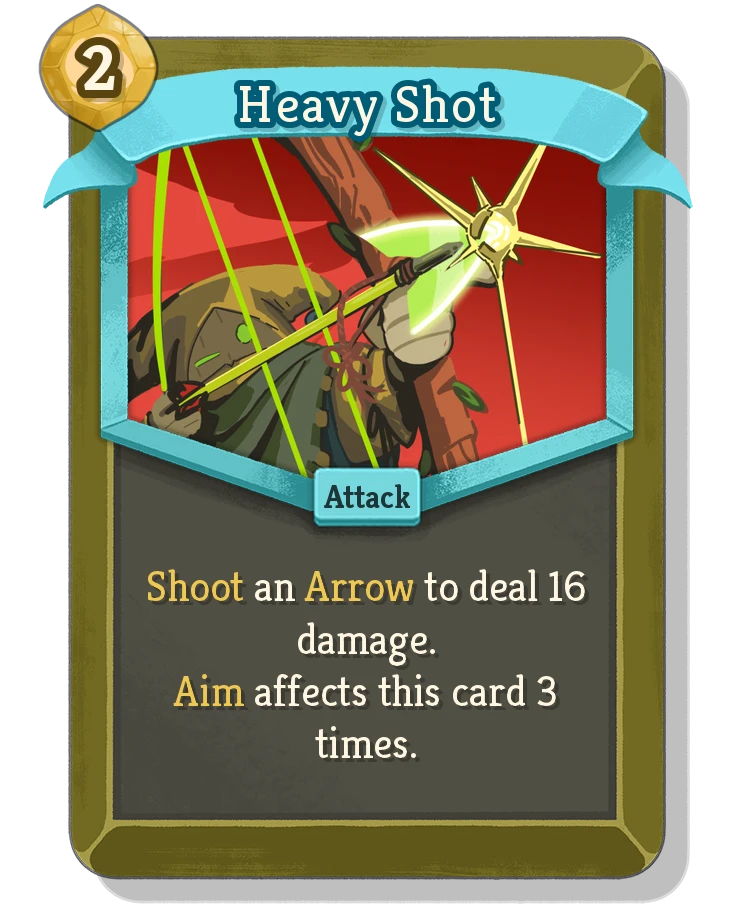 2
Heavy Shot
Attack
Shoot an Arrow to deal 16
damage.
Aim affects this card 3
times.